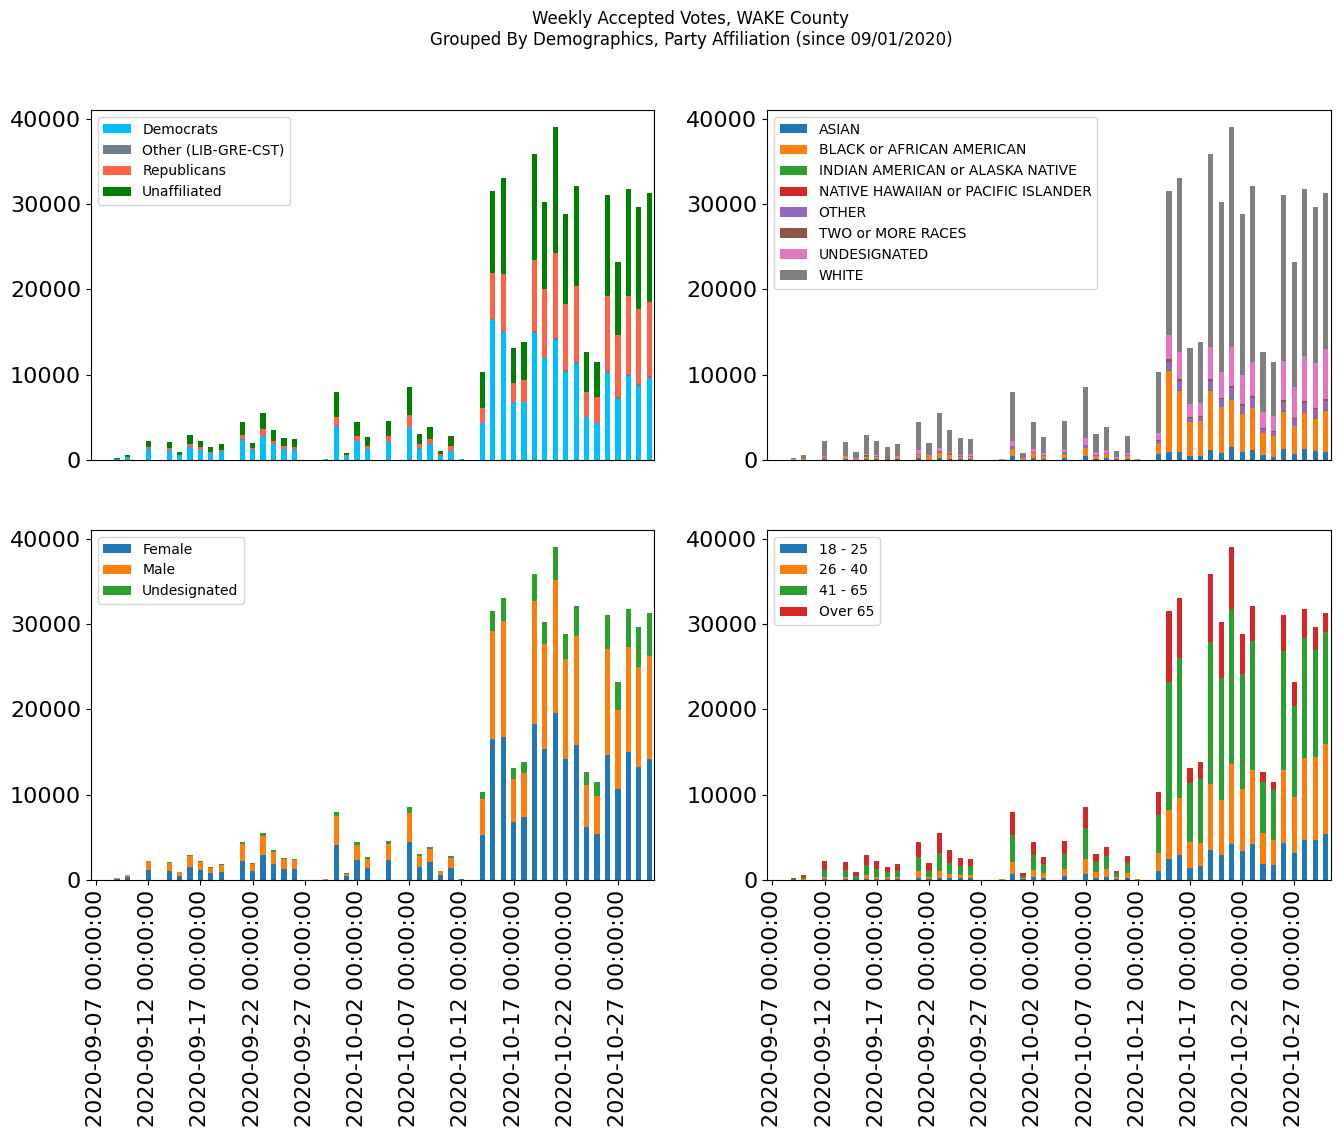 Weekly Accepted Votes, WAKE County
Grouped By Demographics, Party Affiliation (since 09/01/2020)
40000
30000
20000
10000
0
Democrats
Other (LIB-GRE-CST)
Republicans
Unaffiliated
40000
30000
20000
10000
0
ASIAN
BLACK or AFRICAN AMERICAN
INDIAN AMERICAN or ALASKA NATIVE
NATIVE HAWAIIAN or PACIFIC ISLANDER
OTHER
TWO or MORE RACES
UNDESIGNATED
WHITE
40000
30000
20000
10000
0
Female
Male
Undesignated
2020-09-07 00:00:00
2020-09-12 00:00:00
2020-09-17 00:00:00
2020-09-22 00:00:00
2020-09-27 00:00:00
2020-10-02 00:00:00
2020-10-07 00:00:00
2020-10-12 00:00:00
2020-10-17 00:00:00
2020-10-22 00:00:00
2020-10-27 00:00:00
40000
30000
20000
10000
0
18 - 25
26 - 40
41 - 65
Over 65
2020-09-07 00:00:00
2020-09-12 00:00:00
2020-09-17 00:00:00
2020-09-22 00:00:00
2020-09-27 00:00:00
2020-10-02 00:00:00
2020-10-07 00:00:00
2020-10-12 00:00:00
2020-10-17 00:00:00
2020-10-22 00:00:00
2020-10-27 00:00:00